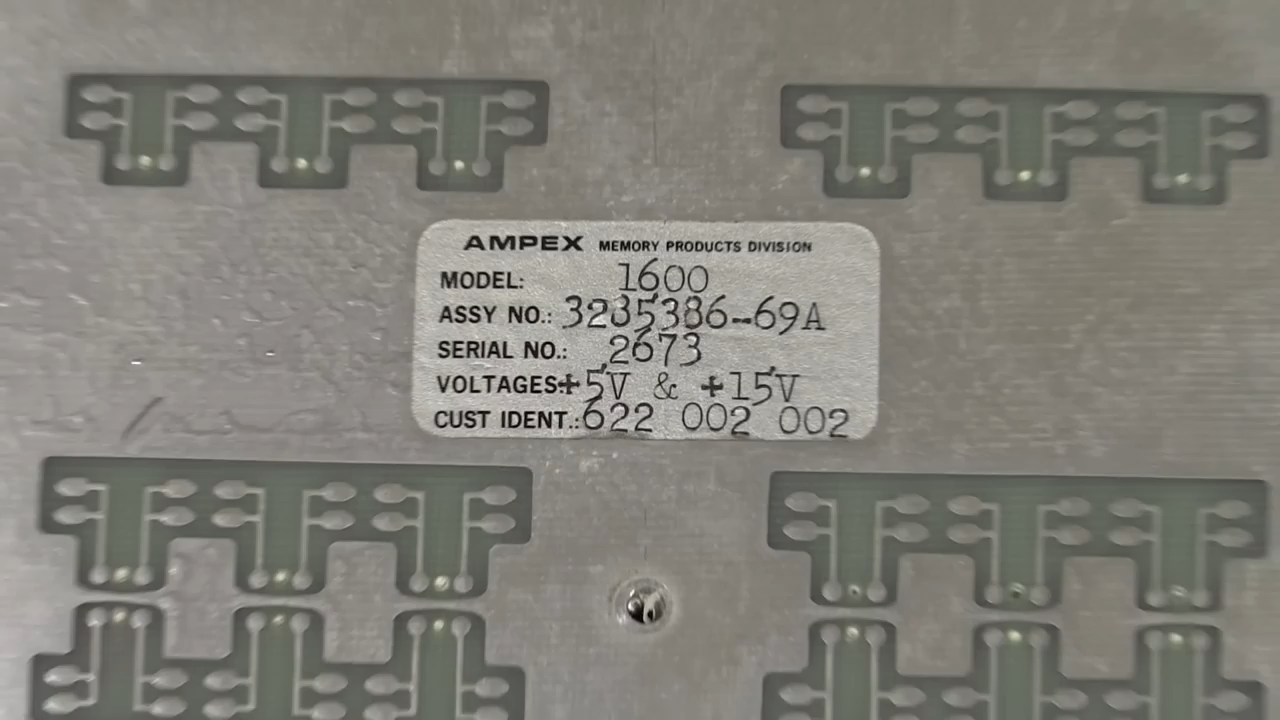 AMPEX MEMORY PRODUCTS DIVISION
MODEL: 1600
ASSY NO.: 3235386-69A
SERIAL NO.: 2673
VOLTAGES:+5V & +15V
CUST IDENT.:622 002 002